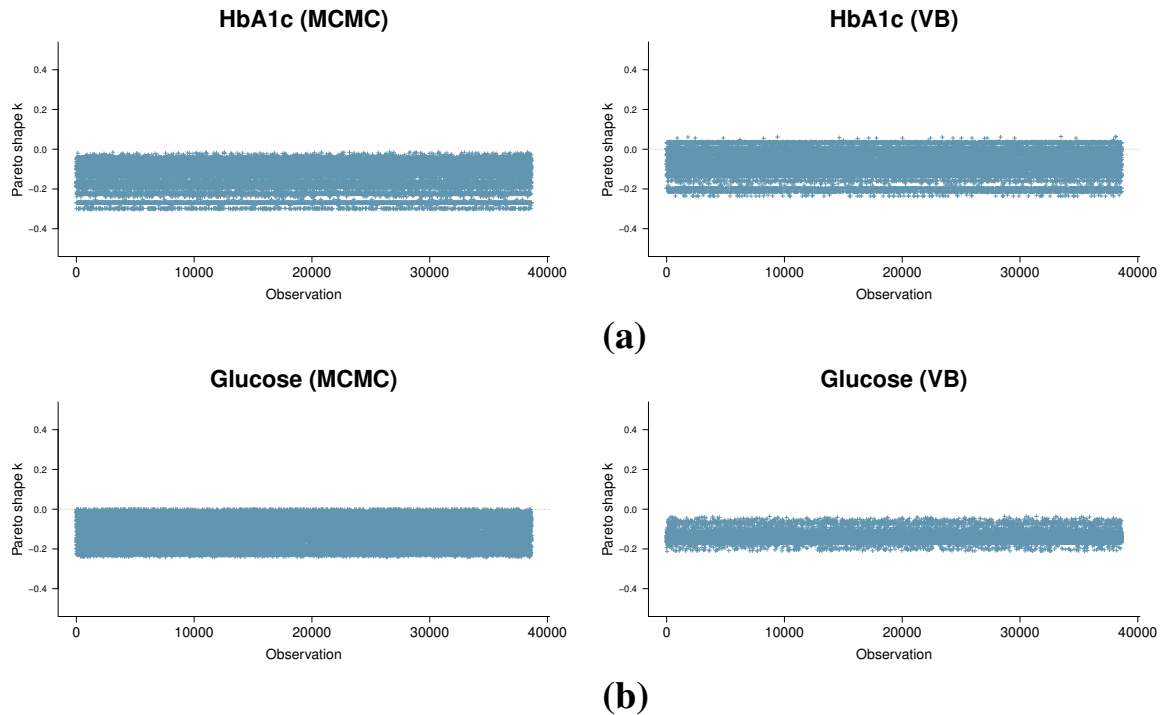 HbA1c (MCMC)
HbA1c (VB)
Pareto shape k
0.4
0.2
0.0
−0.2
−0.4
0
10000
20000
30000
40000
Observation
Pareto shape k
0.4
0.2
0.0
−0.2
−0.4
0
10000
20000
30000
40000
Observation
(a)
Glucose (MCMC)
Glucose (VB)
Pareto shape k
0.4
0.2
0.0
−0.2
−0.4
0
10000
20000
30000
40000
Observation
Pareto shape k
0.4
0.2
0.0
−0.2
−0.4
0
10000
20000
30000
40000
Observation
(b)